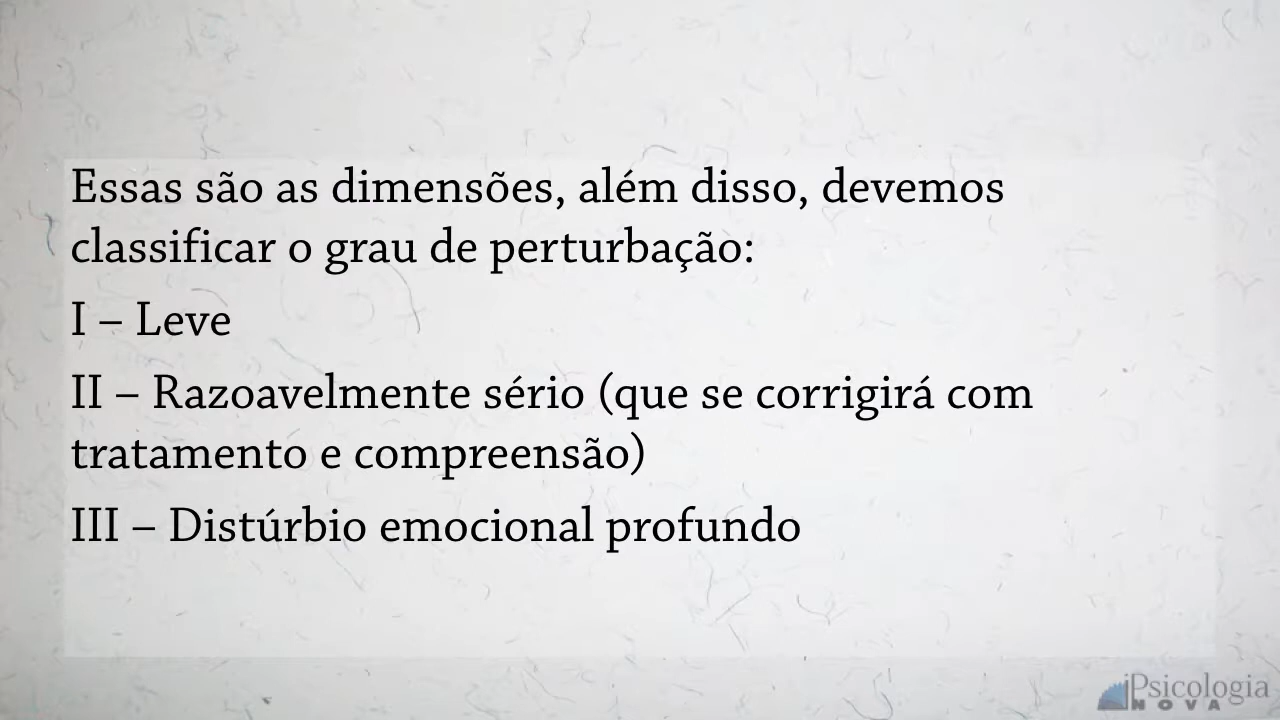 Essas são as dimensões, além disso, devemos
classificar o grau de perturbação:
I – Leve
II – Razoavelmente sério (que se corrigirá com
tratamento e compreensão)
III – Distúrbio emocional profundo
Psicologia
NOVA